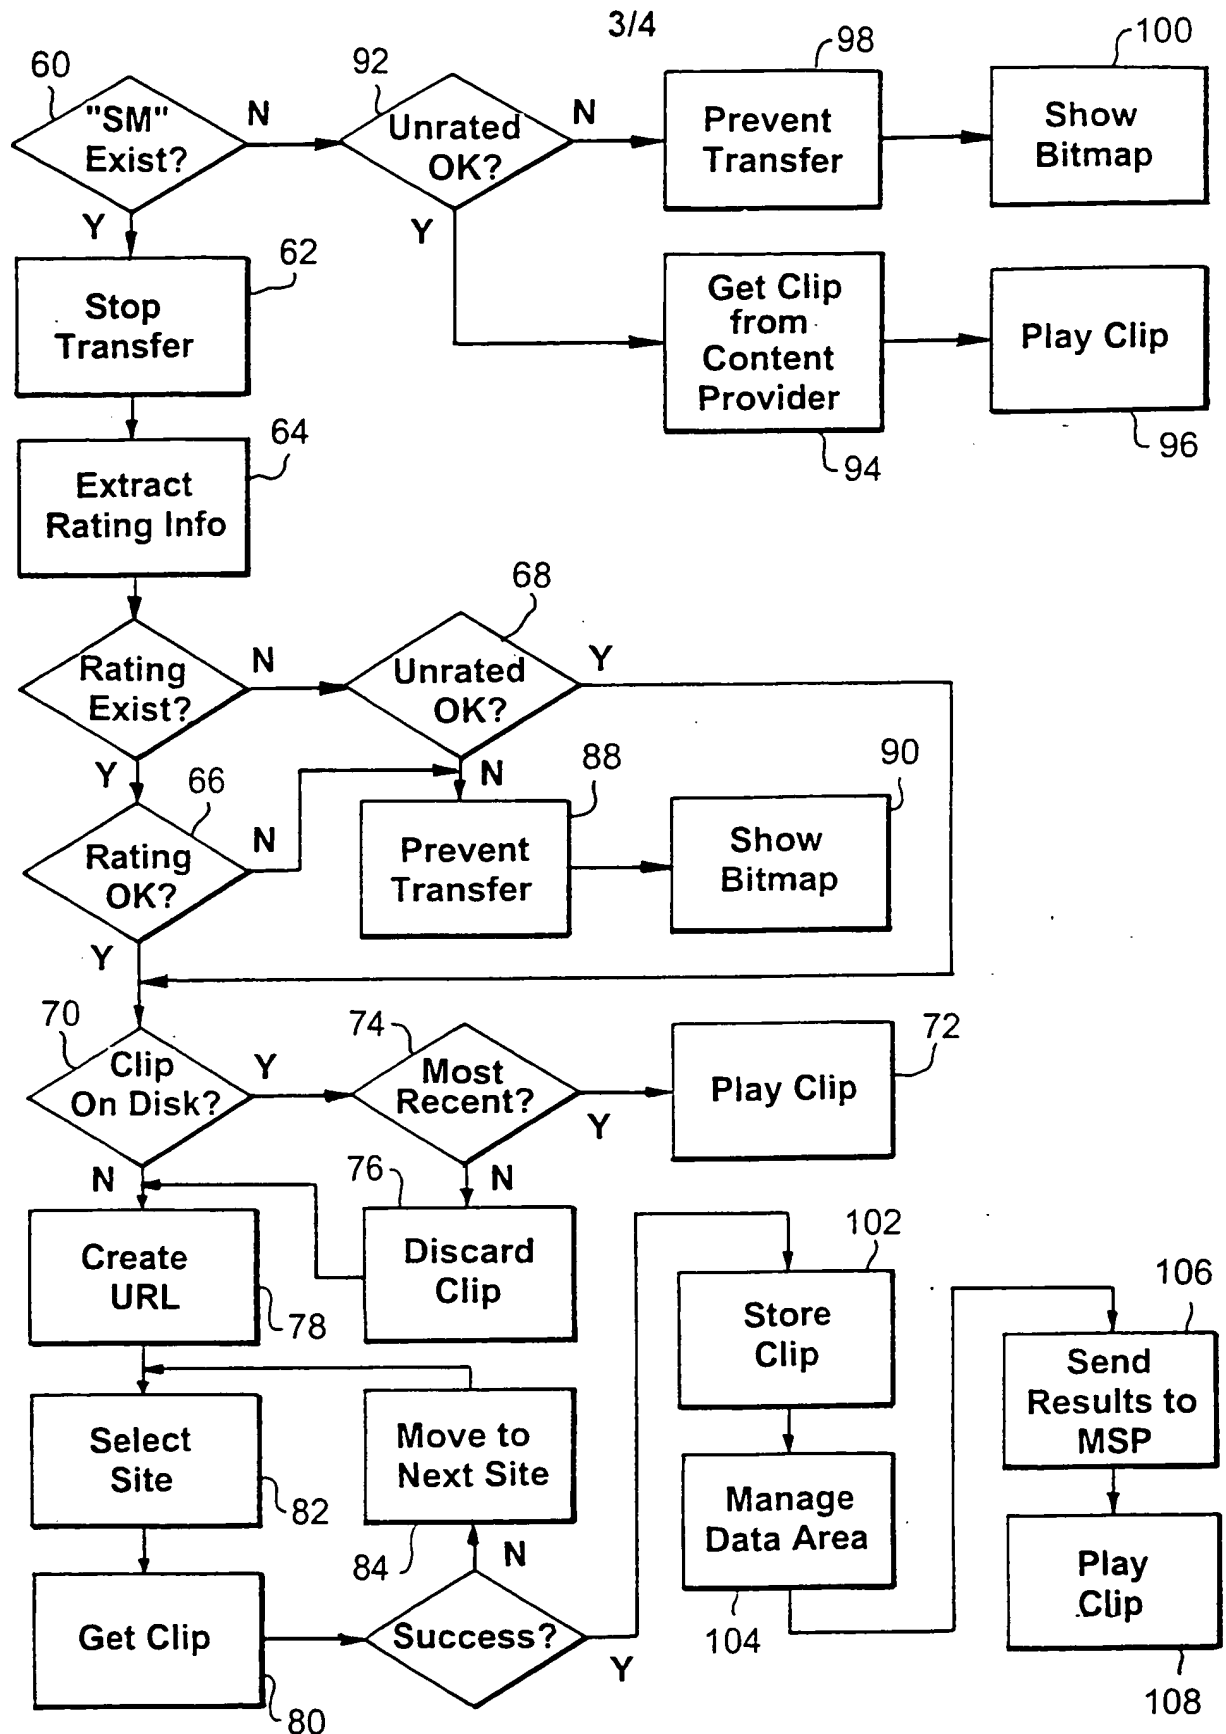 3/4
60
"SM"
Exist?
N
Y
92
Unrated
OK?
N
Y
98
Prevent
Transfer
100
Show
Bitmap
62
Stop
Transfer
Get Clip
from
Content
Provider
94
Play Clip
96
64
Extract
Rating Info
Rating
Exist?
N
Y
68
Unrated
OK?
Y
N
66
Rating
OK?
N
Y
88
Prevent
Transfer
90
Show
Bitmap
70
Clip
On Disk?
Y
N
74
Most
Recent?
Y
N
72
Play Clip
76
Discard
Clip
Create
URL
78
Select
Site
82
Move to
Next Site
84
Get Clip
80
Success?
N
Y
102
Store
Clip
Manage
Data Area
104
106
Send
Results to
MSP
Play
Clip
108